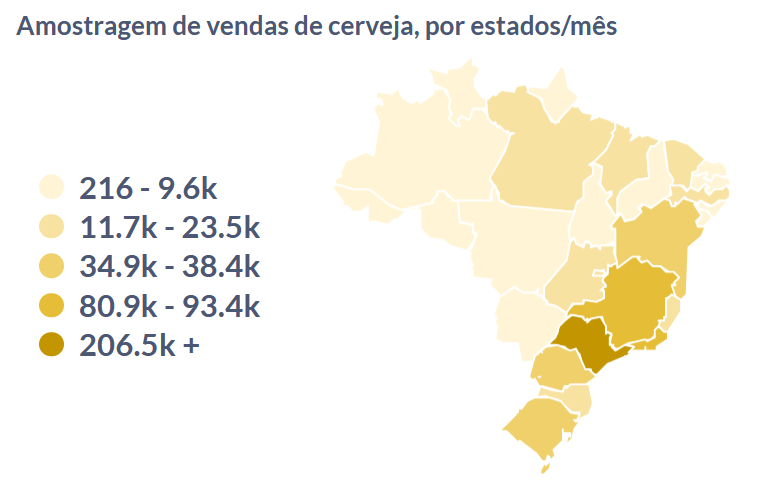 Amostragem de vendas de cerveja, por estados/mês
216 - 9.6k
11.7k - 23.5k
34.9k - 38.4k
80.9k - 93.4k
206.5k +